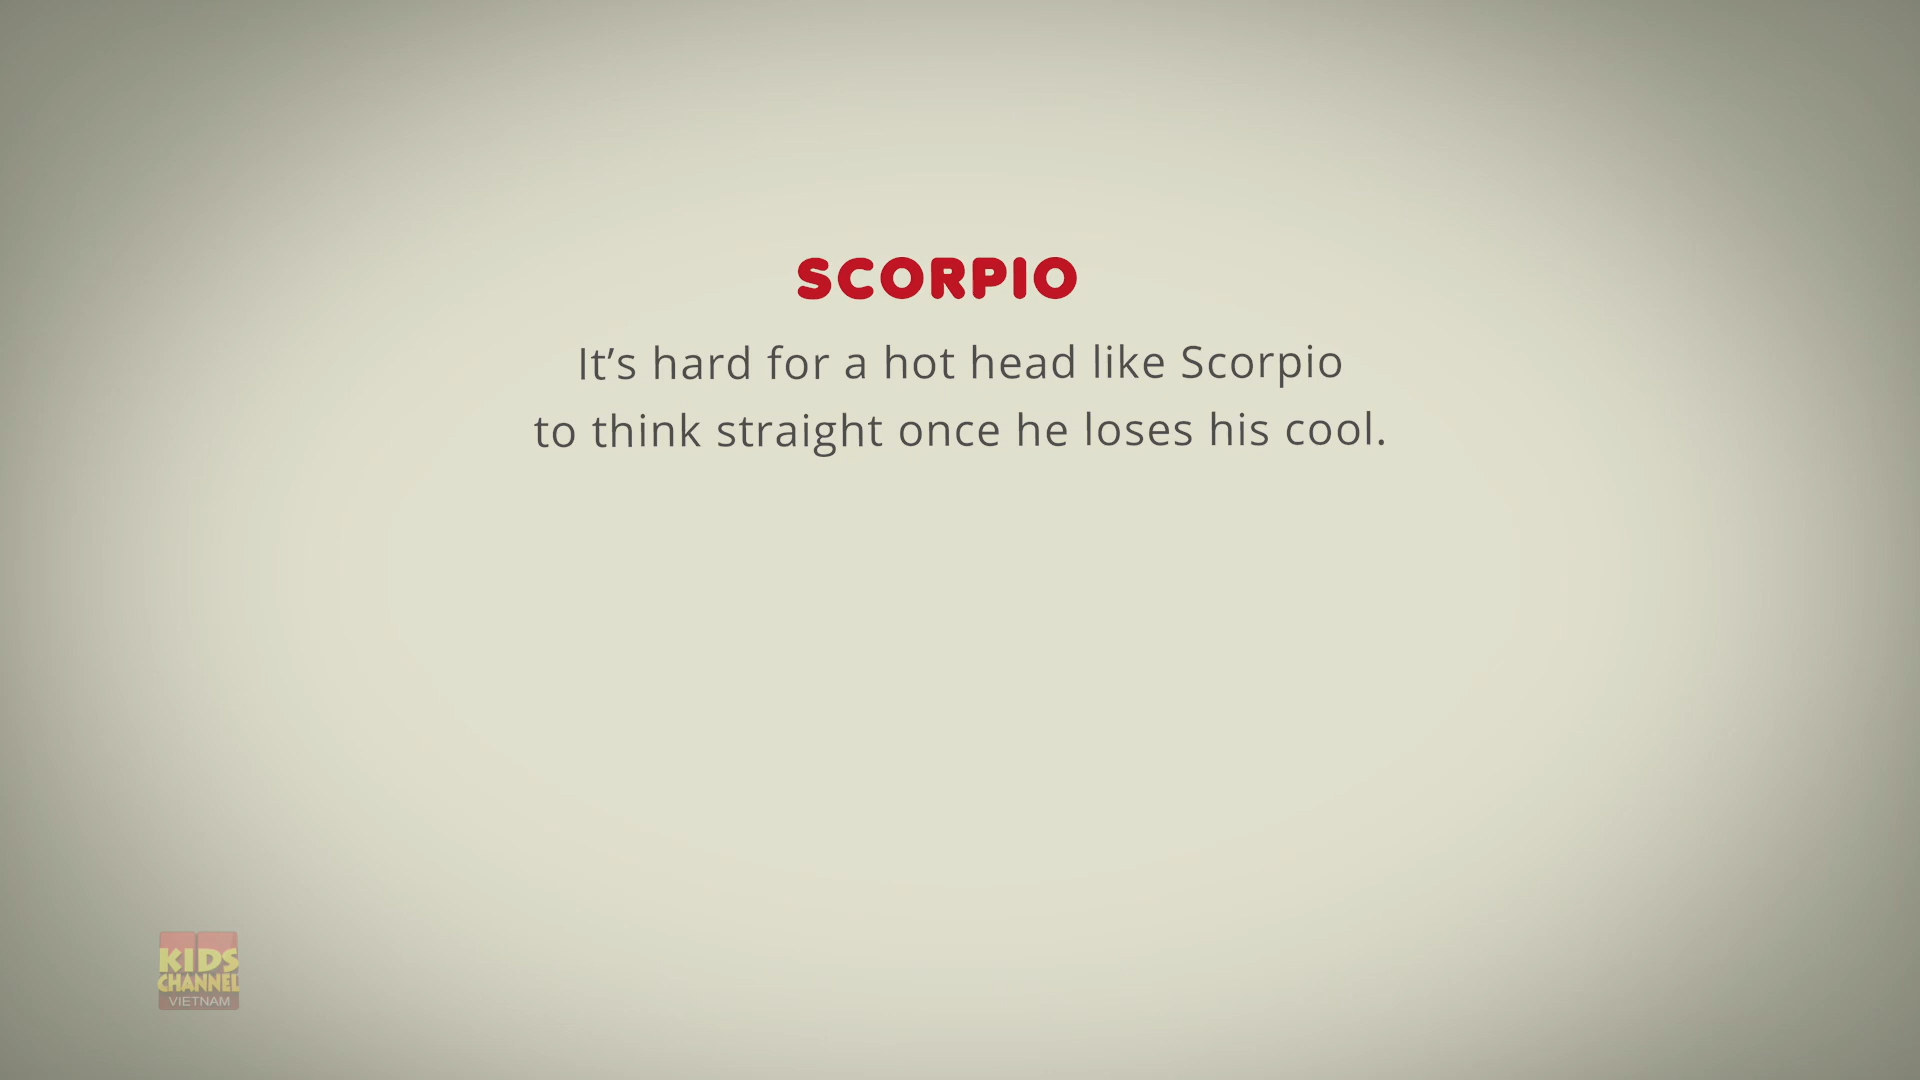 SCORPIO
It’s hard for a hot head like Scorpio
to think straight once he loses his cool.
KIDS
CHANNEL
VIETNAM